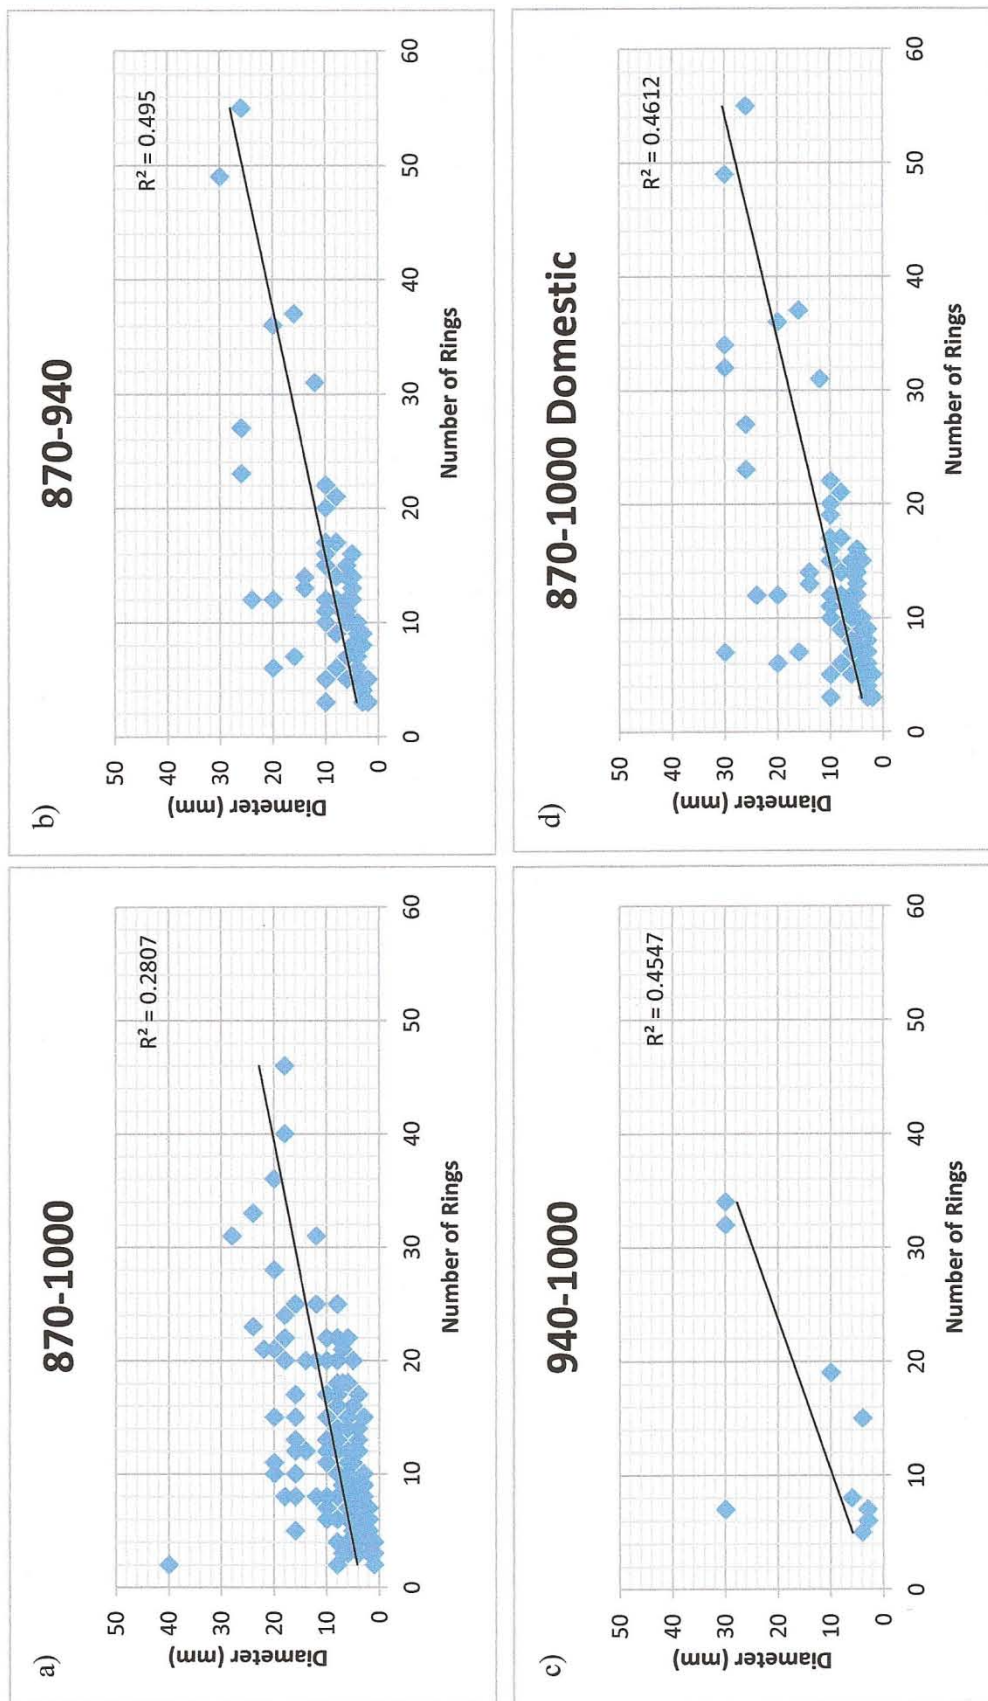 a)
870-1000
R² = 0.2807
Diameter (mm)
50
40
30
20
10
0
0 10 20 30 40 50 60
Number of Rings
b)
870-940
R² = 0.495
Diameter (mm)
50
40
30
20
10
0
0 10 20 30 40 50 60
Number of Rings
c)
940-1000
R² = 0.4547
Diameter (mm)
50
40
30
20
10
0
0 10 20 30 40 50 60
Number of Rings
d)
870-1000 Domestic
R² = 0.4612
Diameter (mm)
50
40
30
20
10
0
0 10 20 30 40 50 60
Number of Rings